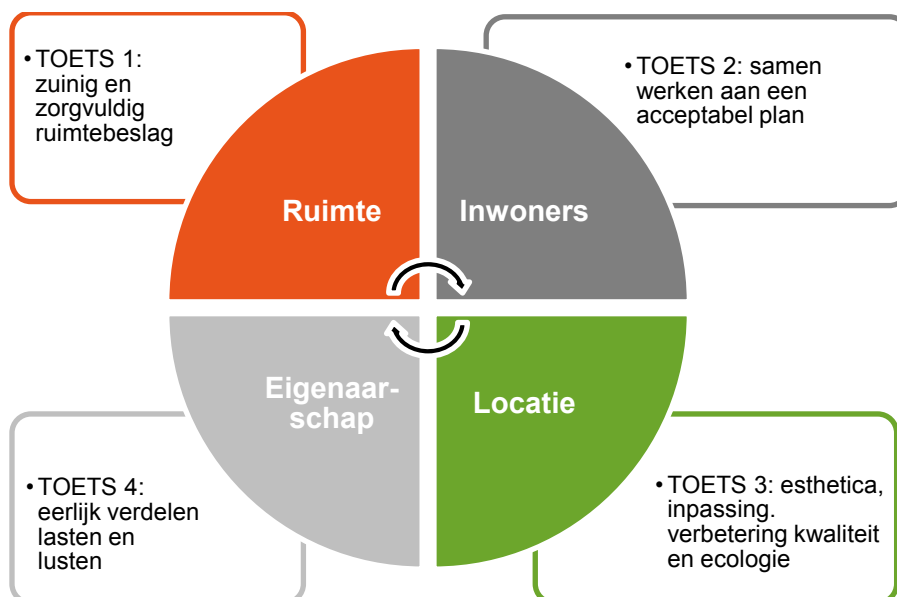 • TOETS 1:
zuinig en
zorgvuldig
ruimtebeslag
• TOETS 2: samen
werken aan een
acceptabel plan
Ruimte
Inwoners
Eigenaar-
schap
Locatie
• TOETS 4:
eerlijk verdelen
lasten en
lusten
• TOETS 3: esthetica,
inpassing.
verbetering kwaliteit
en ecologie